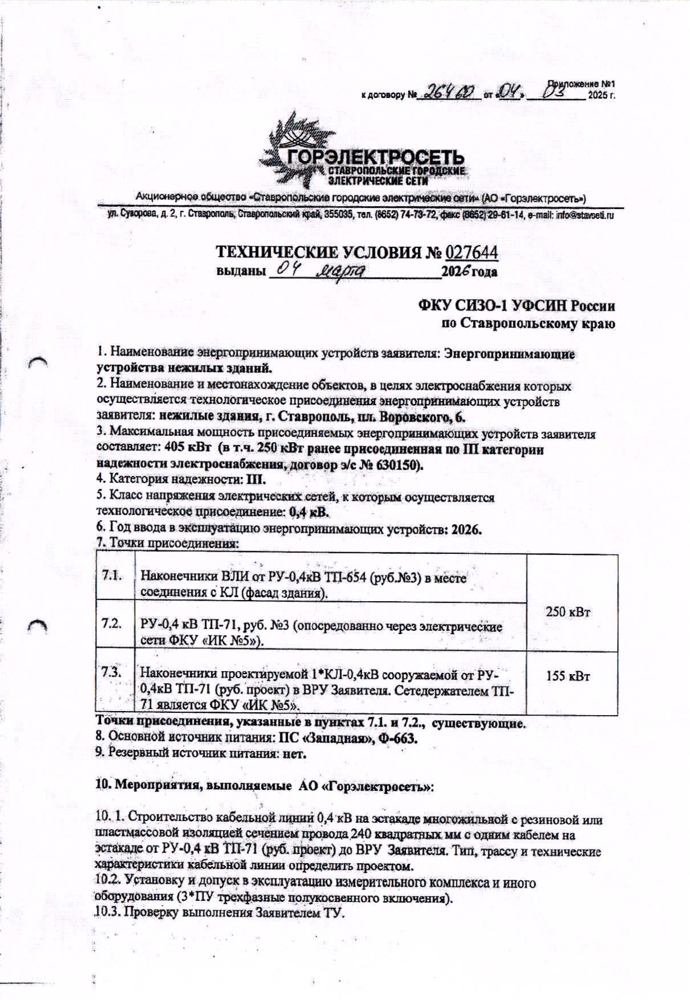 Приложение №1
к договору № 26460 от «04» 03 2025 г.
ГОРЭЛЕКТРОСЕТЬ
СТАВРОПОЛЬСКИЕ ГОРОДСКИЕ
ЭЛЕКТРИЧЕСКИЕ СЕТИ
Акционерное общество «Ставропольские городские электрические сети» (АО «Горэлектросеть»)
ул. Суворова, д. 2, г. Ставрополь, Ставропольский край, 355035, тел. (8652) 74-73-72, факс (8652) 29-61-14, e-mail: info@stavseti.ru
ТЕХНИЧЕСКИЕ УСЛОВИЯ № 027644
выданы 04 марта 2026 года
ФКУ СИЗО-1 УФСИН России
по Ставропольскому краю
1. Наименование энергопринимающих устройств заявителя: Энергопринимающие
устройства нежилых зданий.
2. Наименование и местонахождение объектов, в целях электроснабжения которых
осуществляется технологическое присоединения энергопринимающих устройств
заявителя: нежилые здания, г. Ставрополь, пл. Воровского, 6.
3. Максимальная мощность присоединяемых энергопринимающих устройств заявителя
составляет: 405 кВт (в т.ч. 250 кВт ранее присоединенная по III категории
надежности электроснабжения, договор э/с № 630150).
4. Категория надежности: III.
5. Класс напряжения электрических сетей, к которым осуществляется
технологическое присоединение: 0,4 кВ.
6. Год ввода в эксплуатацию энергопринимающих устройств: 2026.
7. Точки присоединения:
7.1. Наконечники ВЛИ от РУ-0,4кВ ТП-654 (руб.№3) в месте
соединения с КЛ (фасад здания).
250 кВт
7.2. РУ-0,4 кВ ТП-71, руб. №3 (опосредованно через электрические
сети ФКУ «ИК №5»).
7.3. Наконечники проектируемой 1*КЛ-0,4кВ сооружаемой от РУ-
0,4кВ ТП-71 (руб. проект) в ВРУ Заявителя. Сетедержателем ТП-
71 является ФКУ «ИК №5».
155 кВт
Точки присоединения, указанные в пунктах 7.1. и 7.2., существующие.
8. Основной источник питания: ПС «Западная», Ф-663.
9. Резервный источник питания: нет.
10. Мероприятия, выполняемые АО «Горэлектросеть»:
10. 1. Строительство кабельной линий 0,4 кВ на эстакаде многожильной с резиновой или
пластмассовой изоляцией сечением провода 240 квадратных мм с одним кабелем на
эстакаде от РУ-0,4 кВ ТП-71 (руб. проект) до ВРУ Заявителя. Тип, трассу и технические
характеристики кабельной линии определить проектом.
10.2. Установку и допуск в эксплуатацию измерительного комплекса и иного
оборудования (3*ПУ трехфазные полукосвенного включения).
10.3. Проверку выполнения Заявителем ТУ.